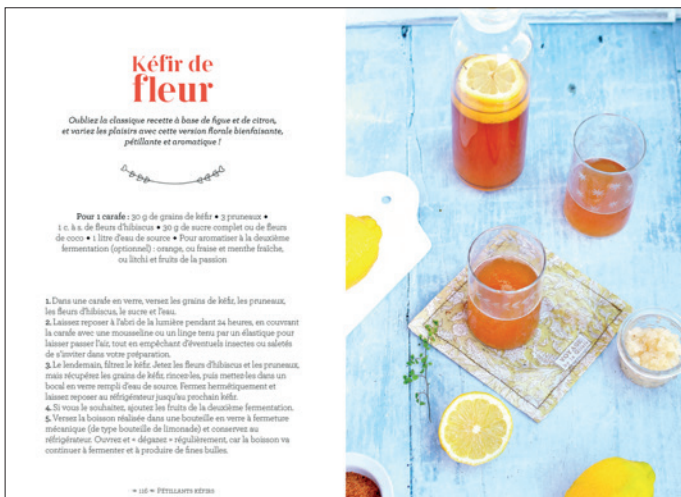 Kéfir de
fleur
Oubliez la classique recette à base de figue et de citron,
et variez les plaisirs avec cette version florale bienfaisante,
pétillante et aromatique !
Pour 1 carafe : 30 g de grains de kéfir • 3 pruneaux •
1 c. à s. de fleurs d'hibiscus • 30 g de sucre complet ou de fleurs
de coco • 1 litre d'eau de source • Pour aromatiser à la deuxième
fermentation (optionnel) : orange, ou fraise et menthe fraîche,
ou litchi et fruits de la passion
1. Dans une carafe en verre, versez les grains de kéfir, les pruneaux,
les fleurs d'hibiscus, le sucre et l'eau.
2. Laissez reposer à l'abri de la lumière pendant 24 heures, en couvrant
la carafe avec une mousseline ou un linge tenu par un élastique pour
laisser passer l'air, tout en empêchant d'éventuels insectes ou saletés
de s'inviter dans votre préparation.
3. Le lendemain, filtrez le kéfir. Jetez les fleurs d'hibiscus et les pruneaux,
mais récupérez les grains de kéfir, rincez-les, puis mettez-les dans un
bocal en verre rempli d'eau de source. Fermez hermétiquement et
laissez reposer au réfrigérateur jusqu'au prochain kéfir.
4. Si vous le souhaitez, ajoutez les fruits de la deuxième fermentation.
5. Versez la boisson réalisée dans une bouteille en verre à fermeture
mécanique (de type bouteille de limonade) et conservez au
réfrigérateur. Ouvrez et « dégazez » régulièrement, car la boisson va
continuer à fermenter et à produire de fines bulles.
116 PÉTILLANTS KÉFIRS